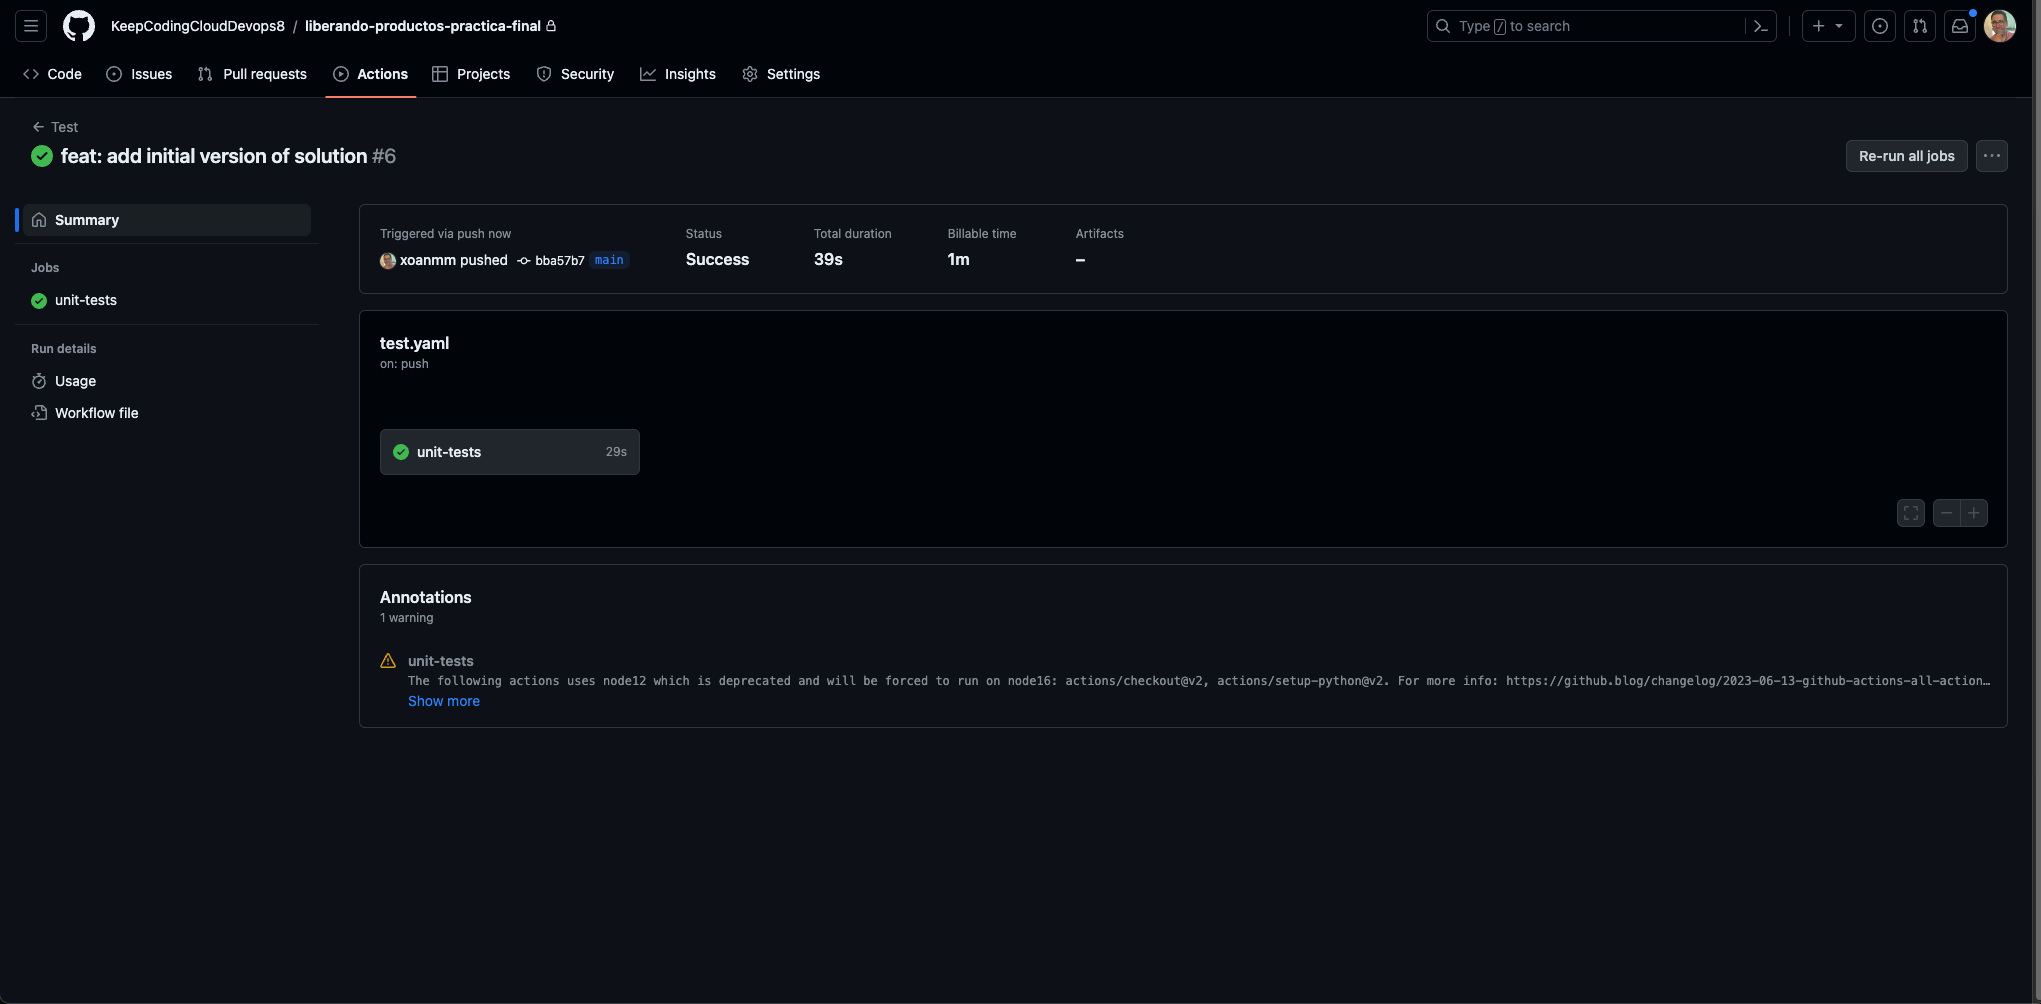 KeepCodingCloudDevops8 / liberando-productos-practica-final
Type / to search
Code Issues Pull requests Actions Projects Security Insights Settings
Test
feat: add initial version of solution #6
Re-run all jobs
Summary
Jobs
unit-tests
Run details
Usage
Workflow file
Triggered via push now
xoanmm pushed bba57b7 main
Status
Success
Total duration
39s
Billable time
1m
Artifacts
–
test.yaml
on: push
unit-tests 29s
Annotations
1 warning
unit-tests
The following actions uses node12 which is deprecated and will be forced to run on node16: actions/checkout@v2, actions/setup-python@v2. For more info: https://github.blog/changelog/2023-06-13-github-actions-all-action…
Show more